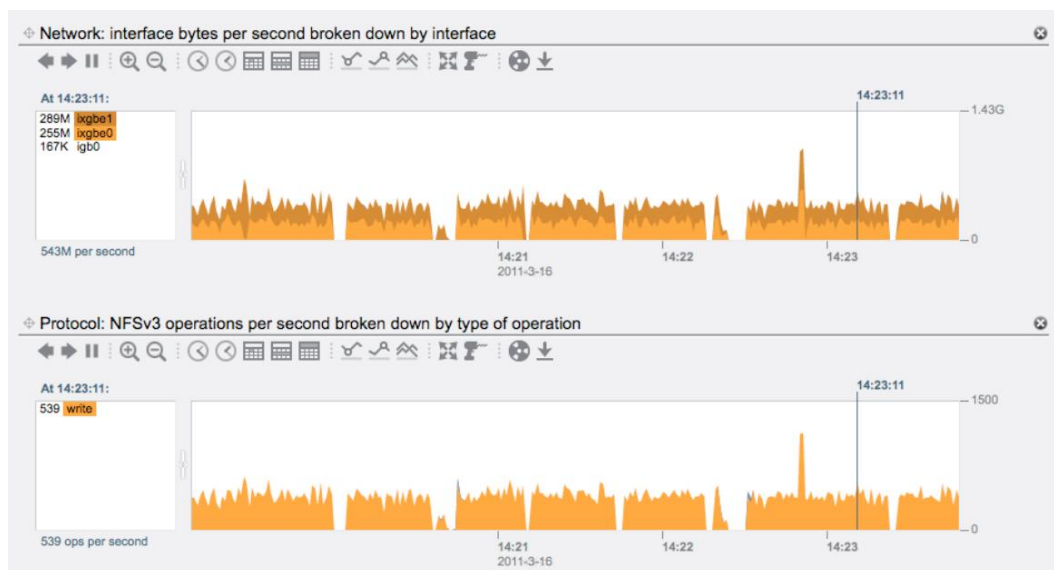 Network: interface bytes per second broken down by interface
At 14:23:11:
14:23:11
289M ixgbe1
255M ixgbe0
167K igb0
1.43G
0
543M per second
14:21
14:22
14:23
2011-3-16
Protocol: NFSv3 operations per second broken down by type of operation
At 14:23:11:
14:23:11
539 write
1500
0
539 ops per second
14:21
14:22
14:23
2011-3-16